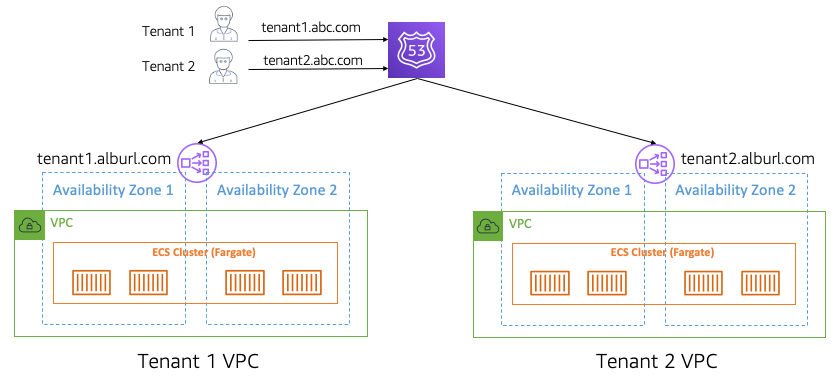 Tenant 1
tenant1.abc.com
Tenant 2
tenant2.abc.com
53
tenant1.alburl.com
tenant2.alburl.com
Availability Zone 1
Availability Zone 2
Availability Zone 1
Availability Zone 2
VPC
VPC
ECS Cluster (Fargate)
ECS Cluster (Fargate)
Tenant 1 VPC
Tenant 2 VPC